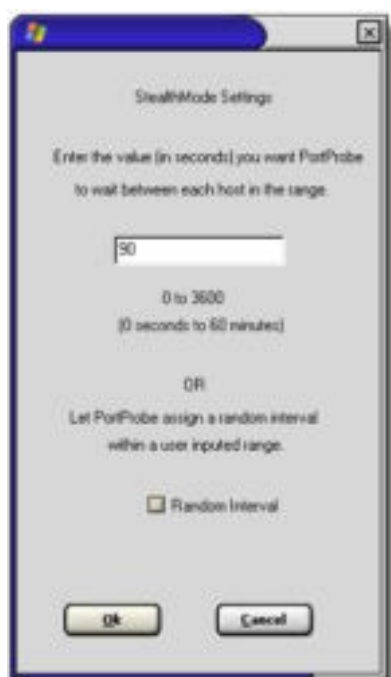 StealthMode Settings
Enter the value (in seconds) you want PortProbe
to wait between each host in the range.
90
0 to 3600
(0 seconds to 60 minutes)
OR
Let PortProbe assign a random interval
within a user inputed range.
Random Interval
Ok
Cancel